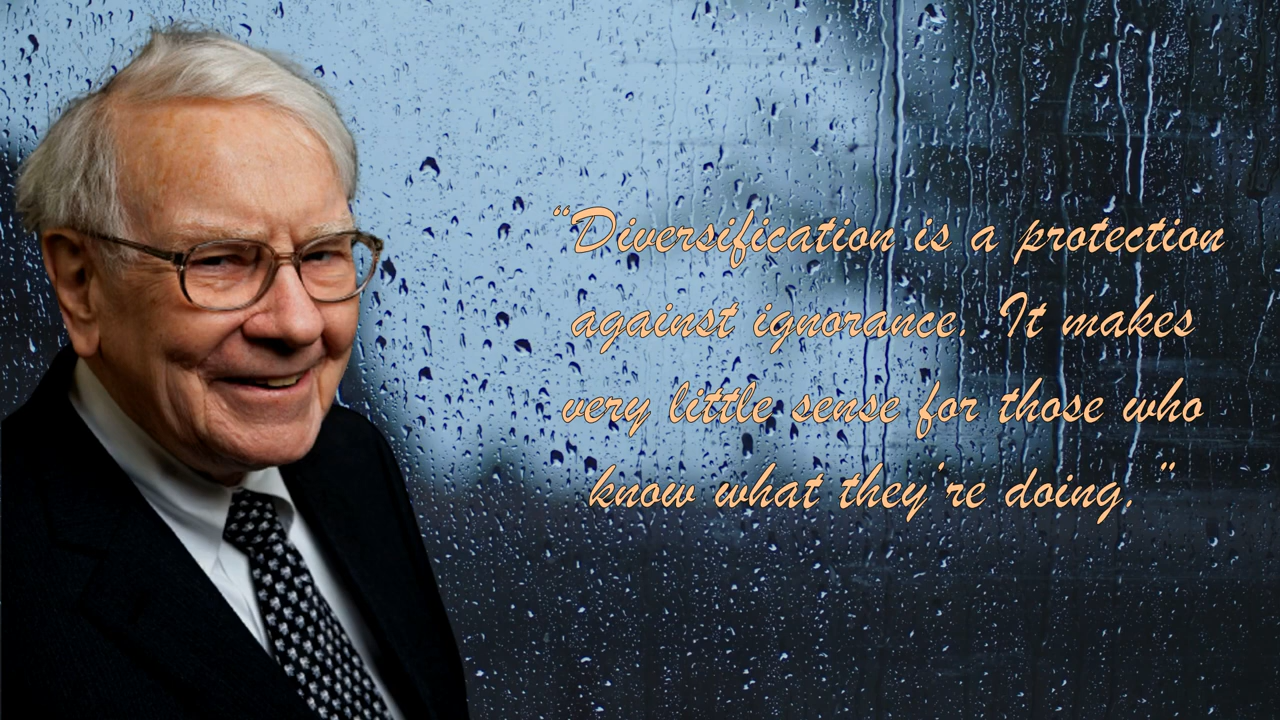 “Diversification is a protection
against ignorance. It makes
very little sense for those who
know what they’re doing.”